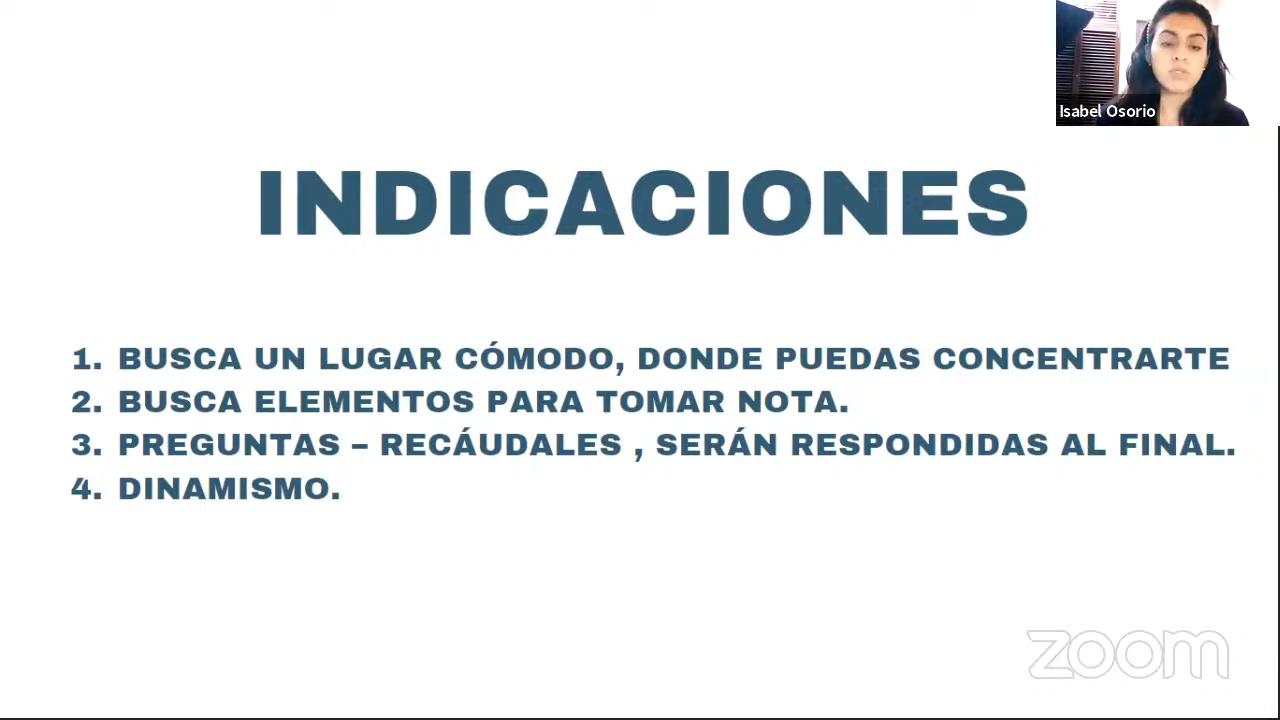 Isabel Osorio
INDICACIONES
1. BUSCA UN LUGAR CÓMODO, DONDE PUEDAS CONCENTRARTE
2. BUSCA ELEMENTOS PARA TOMAR NOTA.
3. PREGUNTAS – RECÁUDALES , SERÁN RESPONDIDAS AL FINAL.
4. DINAMISMO.
zoom